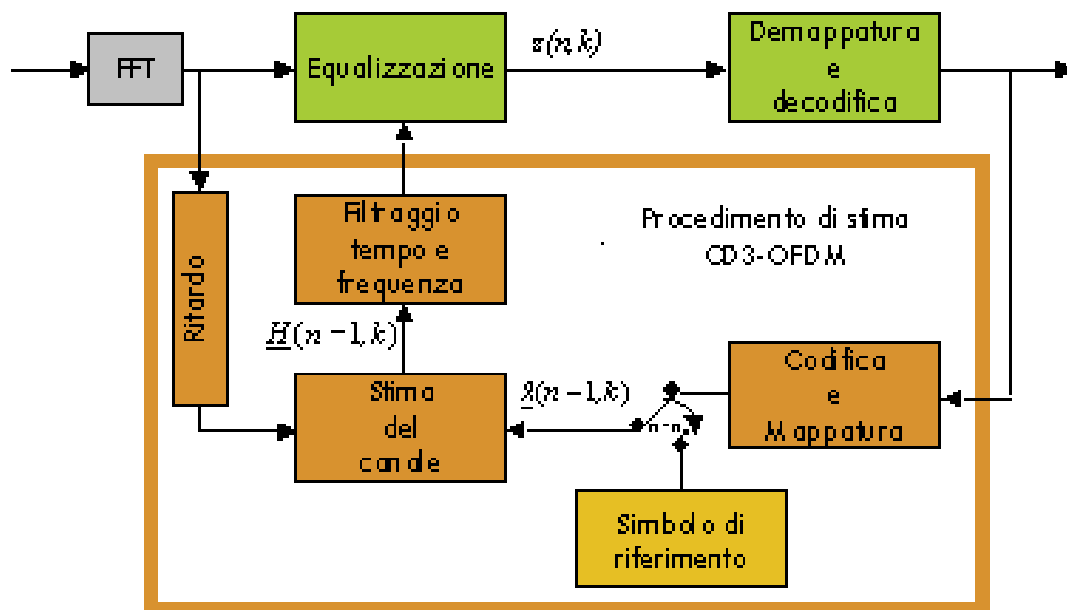 FFT
Equalizzazione
z(n,k)
Demappatura
e
decodifica
Ritardo
Filtraggio
tempo e
frequenza
Procedimento di stima
CD3-OFDM
H(n-1,k)
Stima
del
canale
(n-1,k)
Codifica
e
Mappatura
Simbolo di
riferimento